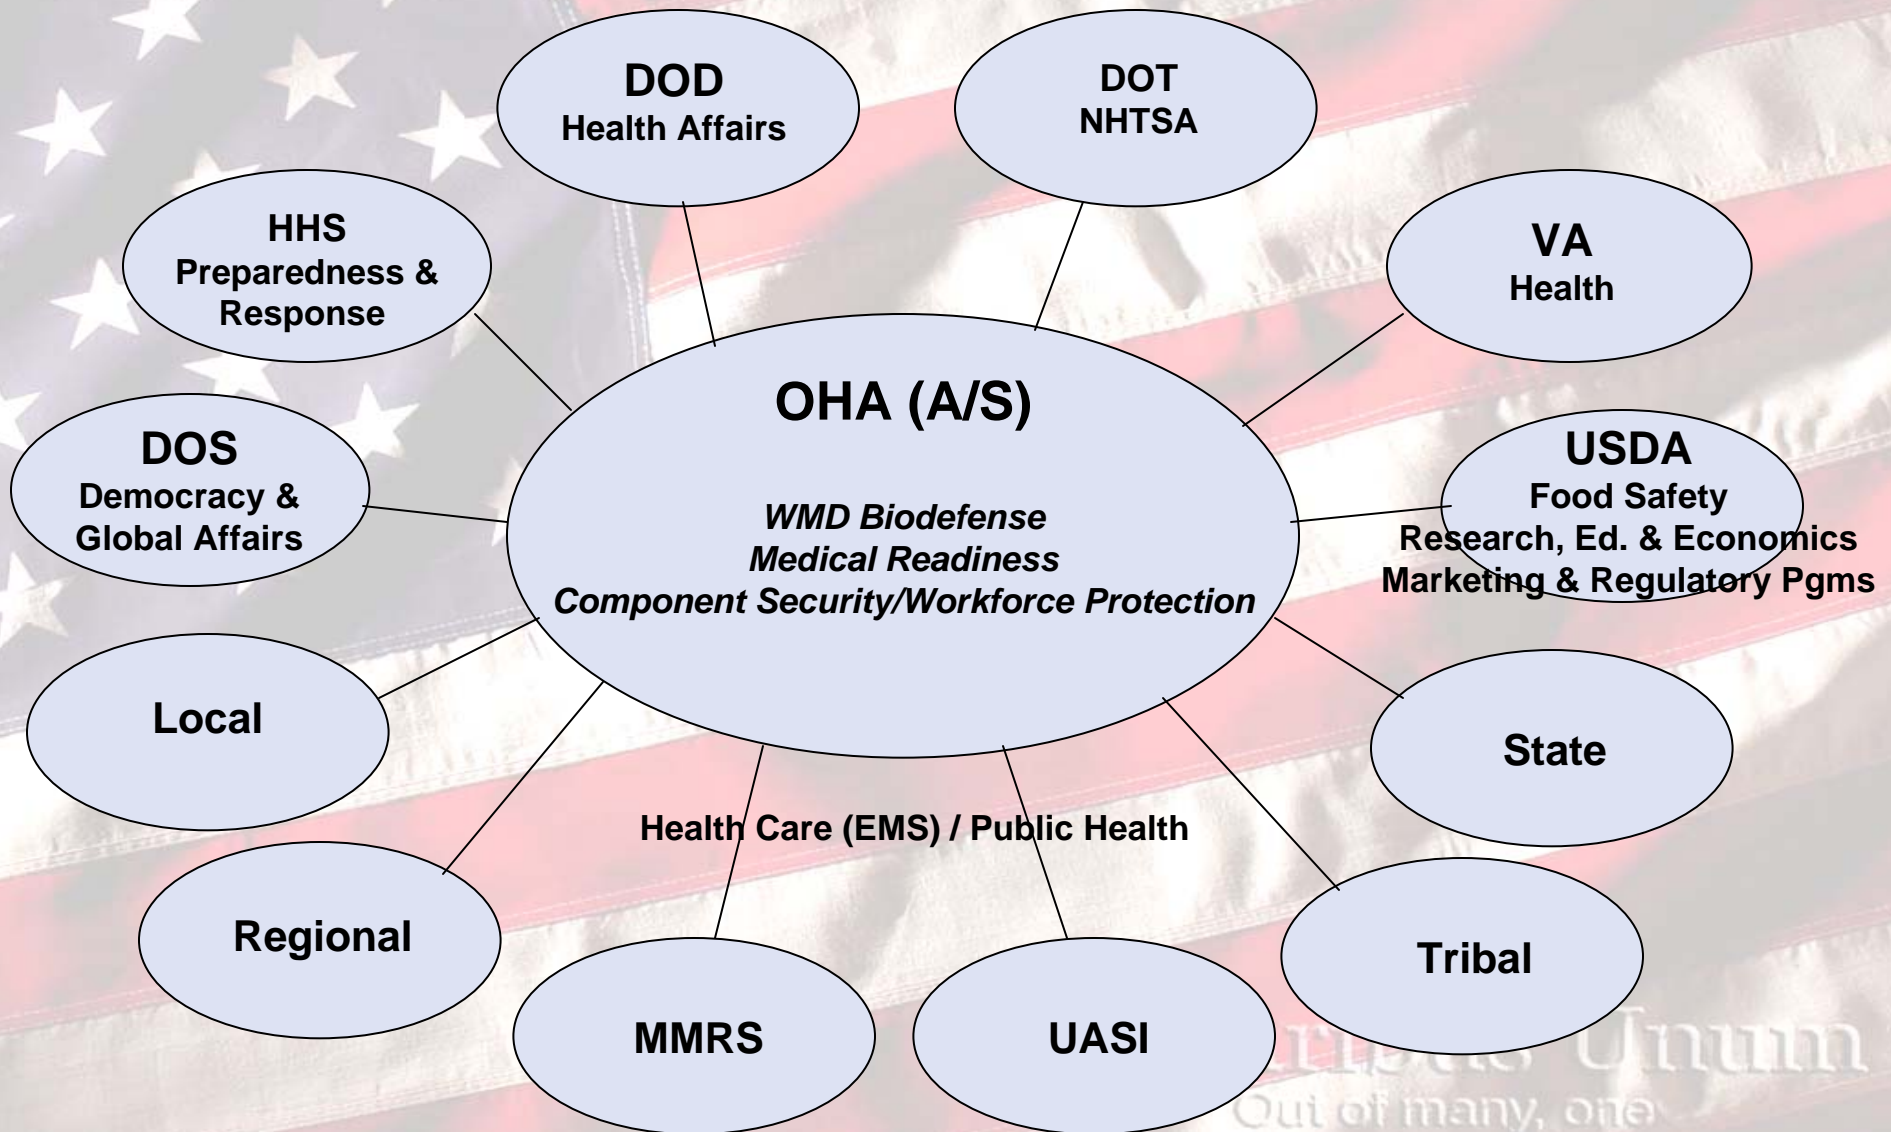 DOD
Health Affairs
DOT
NHTSA
HHS
Preparedness &
Response
VA
Health
OHA (A/S)
WMD Biodefense
Medical Readiness
Component Security/Workforce Protection
DOS
Democracy &
Global Affairs
USDA
Food Safety
Research, Ed. & Economics
Marketing & Regulatory Pgms
Local
State
Health Care (EMS) / Public Health
Regional
Tribal
MMRS
UASI
Unum
Out of many, one